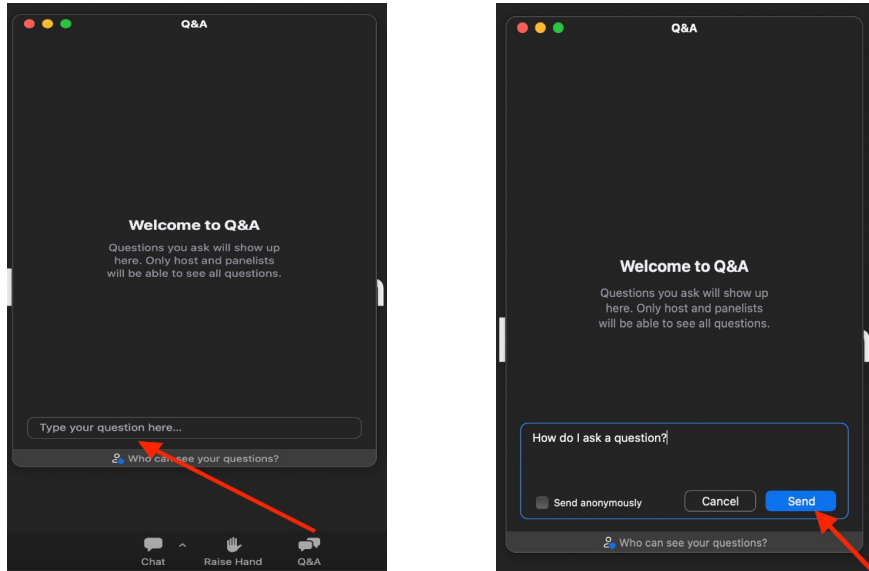 Q&A
Welcome to Q&A
Questions you ask will show up
here. Only host and panelists
will be able to see all questions.
Type your question here...
Who can see your questions?
Chat
Raise Hand
Q&A
Q&A
Welcome to Q&A
Questions you ask will show up
here. Only host and panelists
will be able to see all questions.
How do I ask a question?
Send anonymously
Cancel
Send
Who can see your questions?